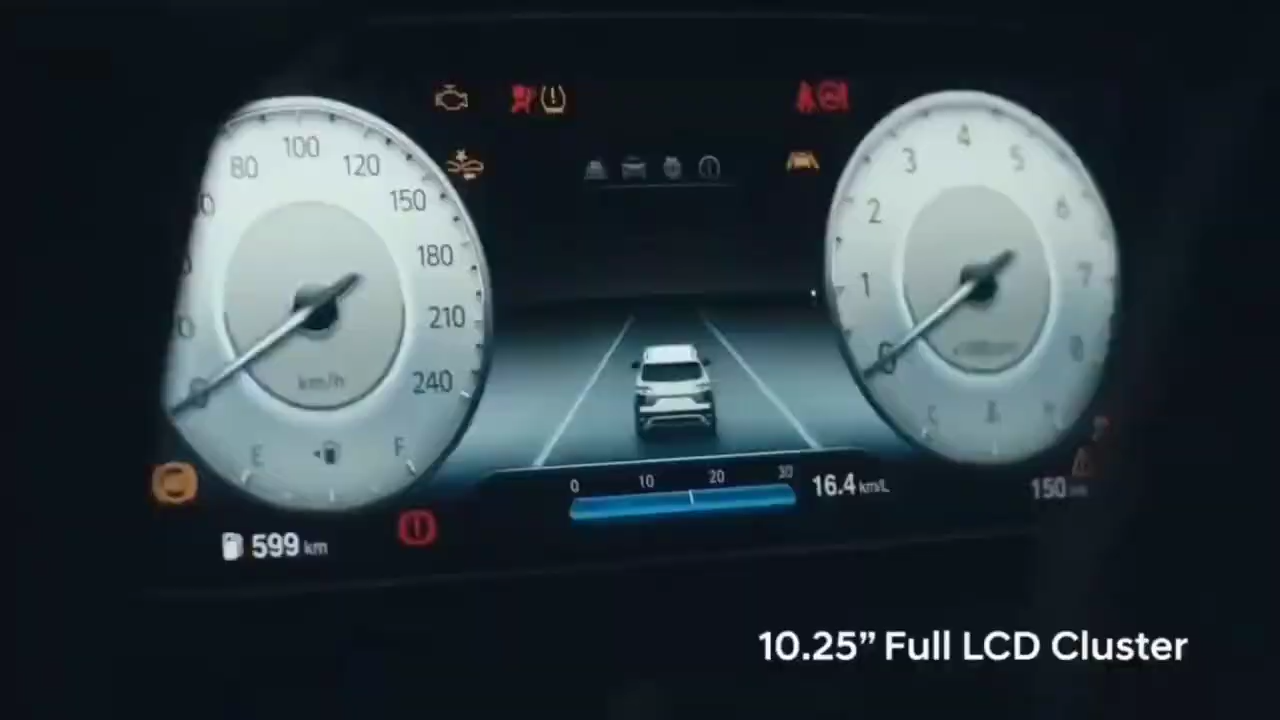 100
80 120
150
180
210
240
0
km/h
E F
599 km
4
3 5
2 6
1 7
0 8
0 10 20 30
16.4 km/L
150
10.25” Full LCD Cluster